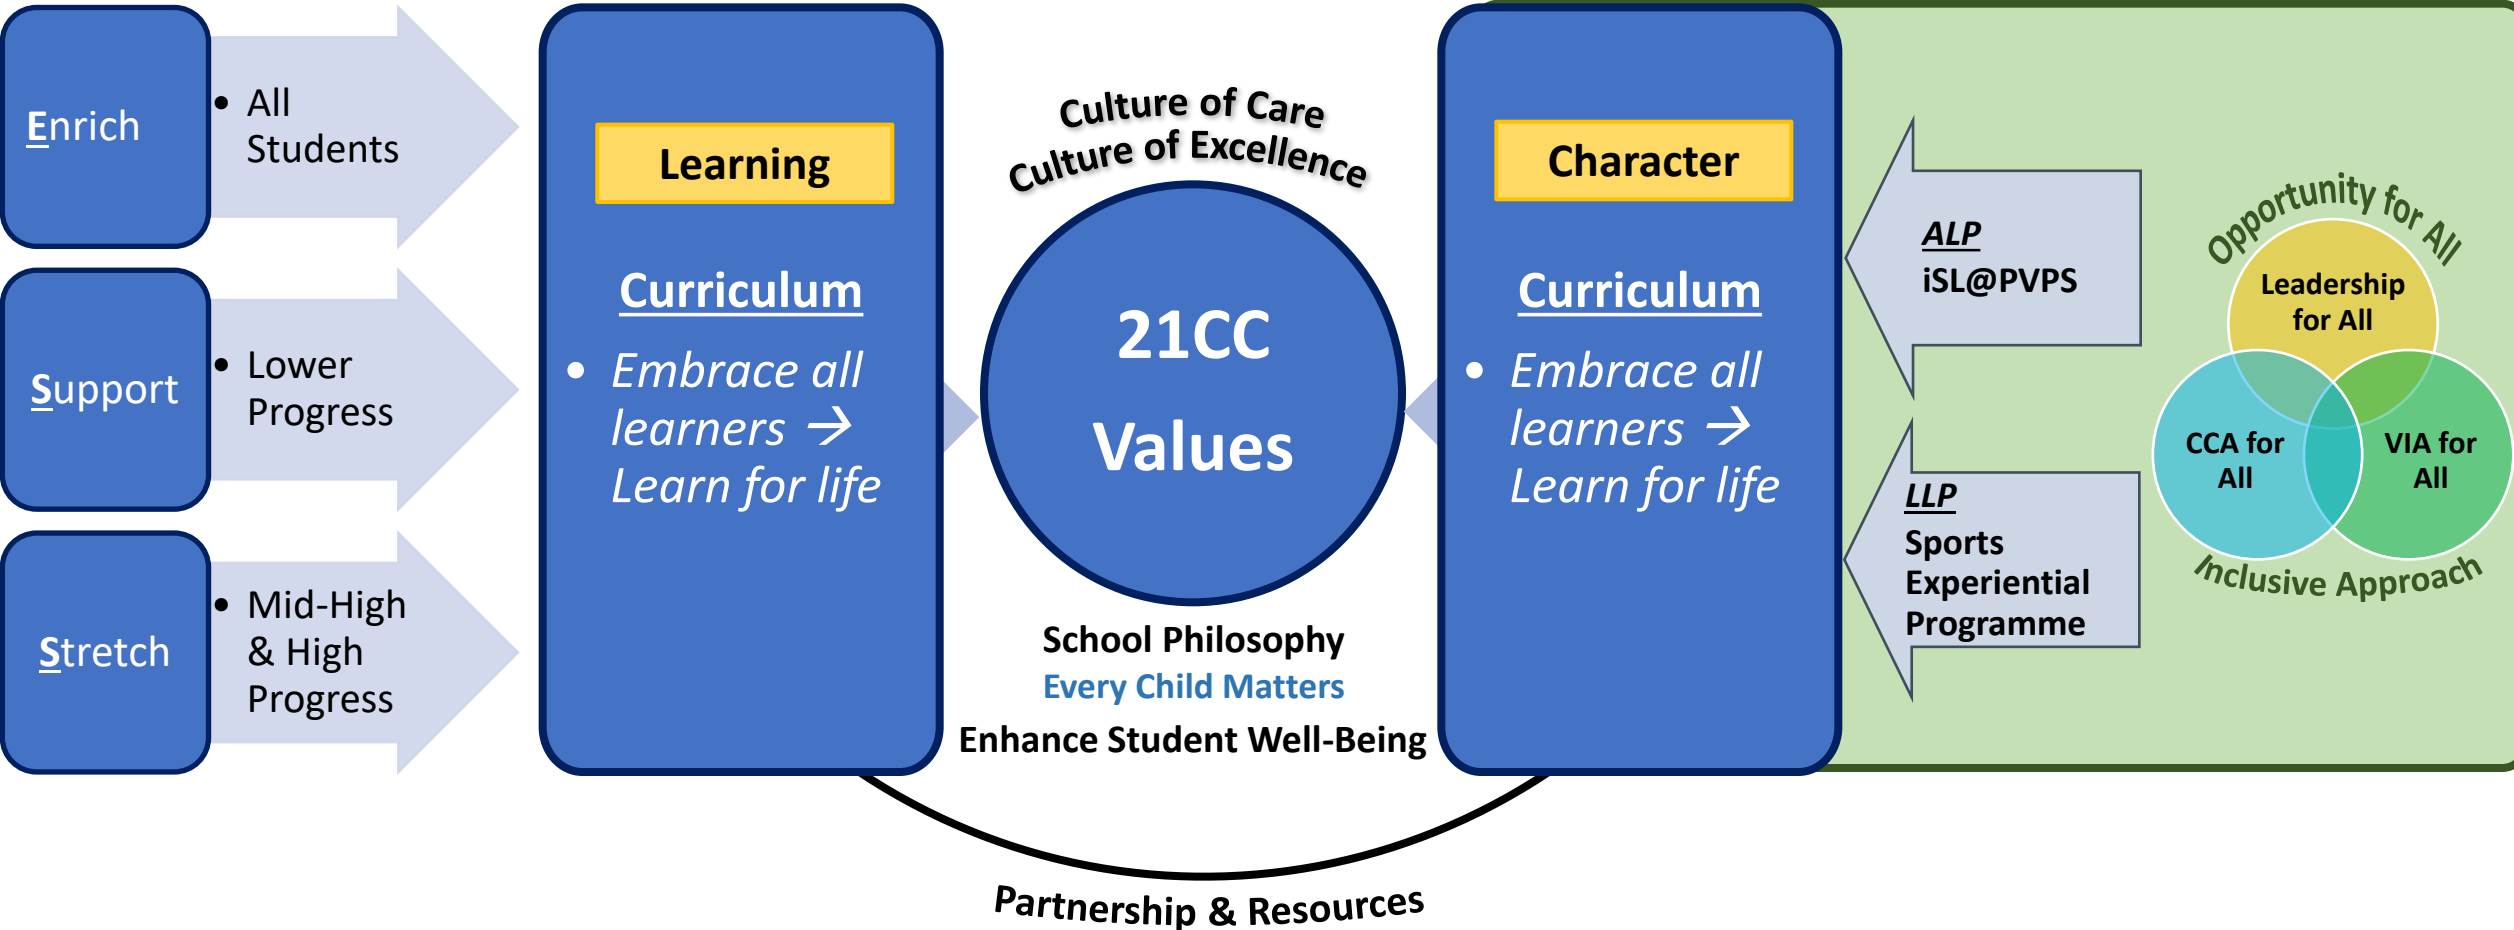 Enrich
• All
Students
Support
• Lower
Progress
Stretch
• Mid-High
& High
Progress
Learning
Curriculum
• Embrace all
learners →
Learn for life
Culture of Care
Culture of Excellence
21CC
Values
School Philosophy
Every Child Matters
Enhance Student Well-Being
Character
Curriculum
• Embrace all
learners →
Learn for life
ALP
iSL@PVPS
LLP
Sports
Experiential
Programme
Opportunity for All
Leadership
for All
CCA for
All
VIA for
All
Inclusive Approach
Partnership & Resources